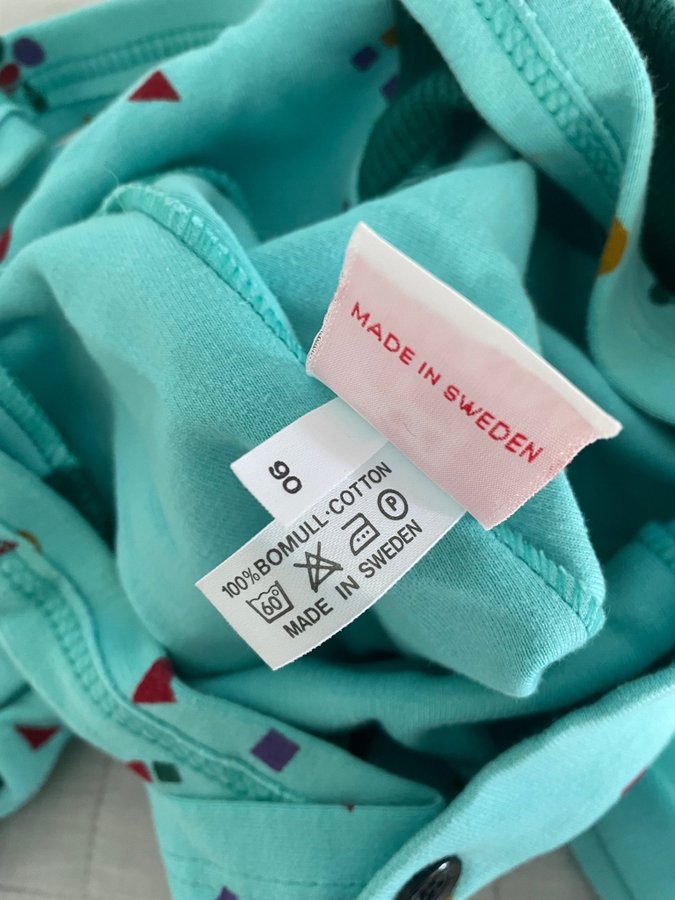 MADE IN SWEDEN
90
100% BOMULL·COTTON
60° P
MADE IN SWEDEN